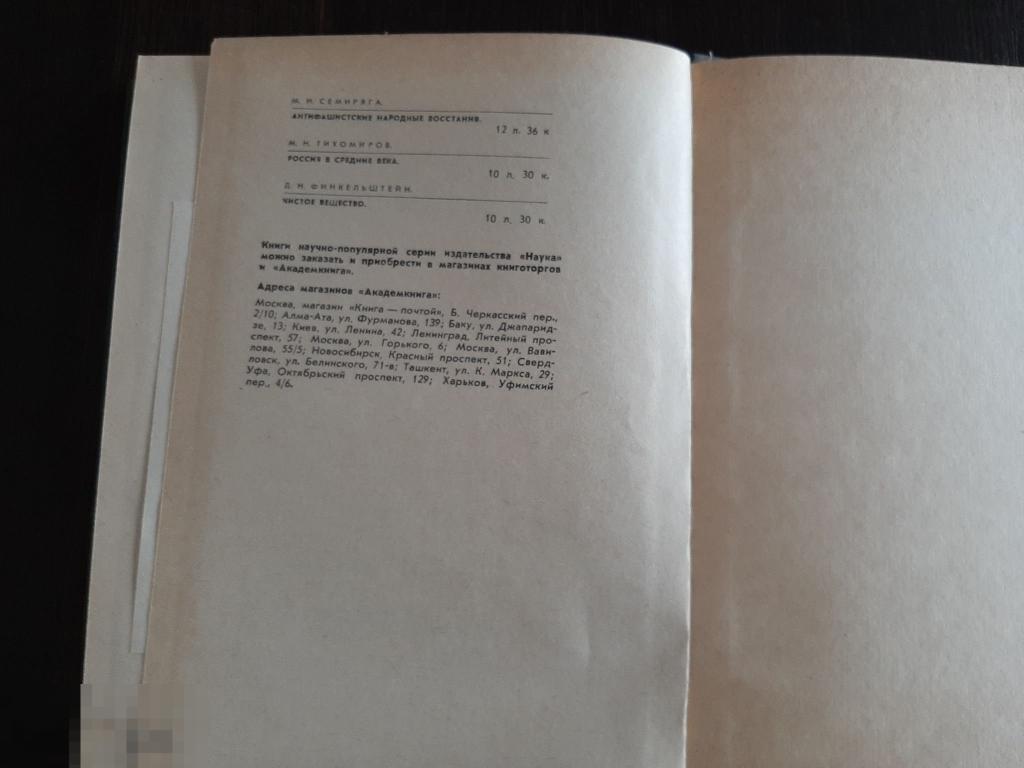 М. И. СЕМИРЯГА.
АНТИФАШИСТСКИЕ НАРОДНЫЕ ВОССТАНИЯ.
12 л. 36 к
М. Н. ТИХОМИРОВ.
РОССИЯ В СРЕДНИЕ ВЕКА.
10 л. 30 к.
Д. Н. ФИНКЕЛЬШТЕЙН.
ЧИСТОЕ ВЕЩЕСТВО.
10 л. 30 к.
Книги научно-популярной серии издательства «Наука»
можно заказать и приобрести в магазинах книготоргов
и «Академкнига».
Адреса магазинов «Академкнига»:
Москва, магазин «Книга — почтой», Б. Черкасский пер.,
2/10; Алма-Ата, ул. Фурманова, 139; Баку, ул. Джапарид-
зе, 13; Киев, ул. Ленина, 42; Ленинград, Литейный про-
спект, 57; Москва, ул. Горького, 6; Москва, ул. Вави-
лова, 55/5; Новосибирск, Красный проспект, 51; Сверд-
ловск, ул. Белинского, 71-в; Ташкент, ул. К. Маркса, 29;
Уфа, Октябрьский проспект, 129; Харьков, Уфимский
пер., 4/6.